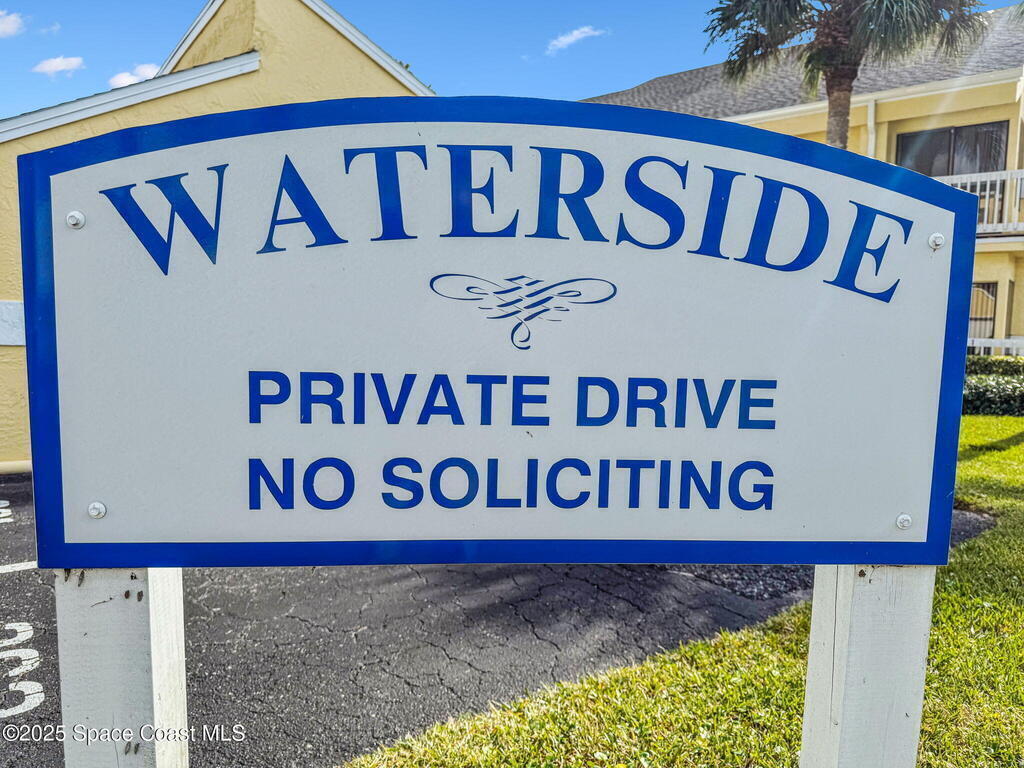 WATERSIDE
PRIVATE DRIVE
NO SOLICITING
©2025 Space Coast MLS